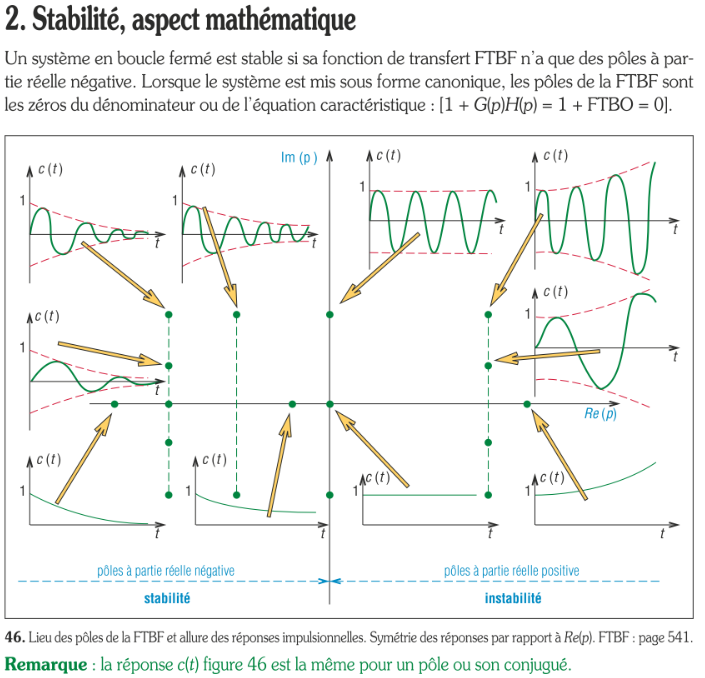 2. Stabilité, aspect mathématique
Un système en boucle fermé est stable si sa fonction de transfert FTBF n'a que des pôles à par-
tie réelle négative. Lorsque le système est mis sous forme canonique, les pôles de la FTBF sont
les zéros du dénominateur ou de l'équation caractéristique : [1 + G(p)H(p) = 1 + FTBO = 0].
c(t)
1
t
c(t)
1
t
Im (p)
c(t)
1
t
c(t)
1
t
c(t)
1
t
c(t)
1
t
Re (p)
c(t)
1
t
c(t)
1
t
c(t)
1
t
c(t)
1
t
pôles à partie réelle négative
pôles à partie réelle positive
stabilité
instabilité
46. Lieu des pôles de la FTBF et allure des réponses impulsionnelles. Symétrie des réponses par rapport à Re(p). FTBF : page 541.
Remarque : la réponse c(t) figure 46 est la même pour un pôle ou son conjugué.